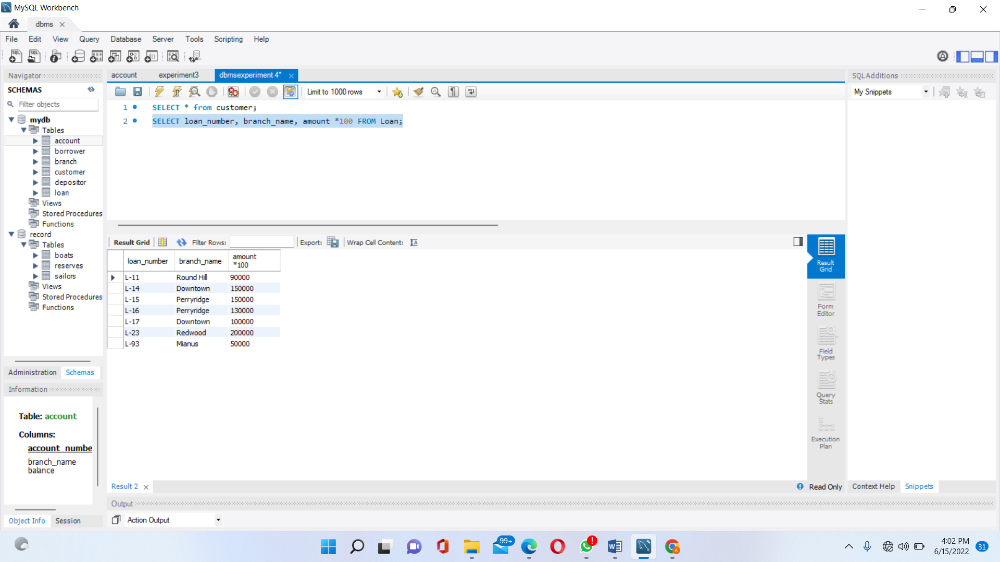 MySQL Workbench
dbms
File Edit View Query Database Server Tools Scripting Help
Navigator
SCHEMAS
Filter objects
mydb
Tables
account
borrower
branch
customer
depositor
loan
Views
Stored Procedures
Functions
record
Tables
boats
reserves
sailors
Views
Stored Procedures
Functions
Administration Schemas
Information
Table: account
Columns:
account_numbe
branch_name
balance
Object Info Session
account experiment3 dbmsexperiment 4*
Limit to 1000 rows
1 SELECT * from customer;
2 SELECT loan_number, branch_name, amount *100 FROM Loan;
Result Grid Filter Rows: Export: Wrap Cell Content:
loan_number branch_name amount *100
L-11 Round Hill 90000
L-14 Downtown 150000
L-15 Perryridge 150000
L-16 Perryridge 130000
L-17 Downtown 100000
L-23 Redwood 200000
L-93 Mianus 50000
Result Grid
Form Editor
Field Types
Query Stats
Execution Plan
Result 2
Read Only
Output
Action Output
SQLAdditions
My Snippets
Context Help Snippets
99+
4:02 PM
6/15/2022
31